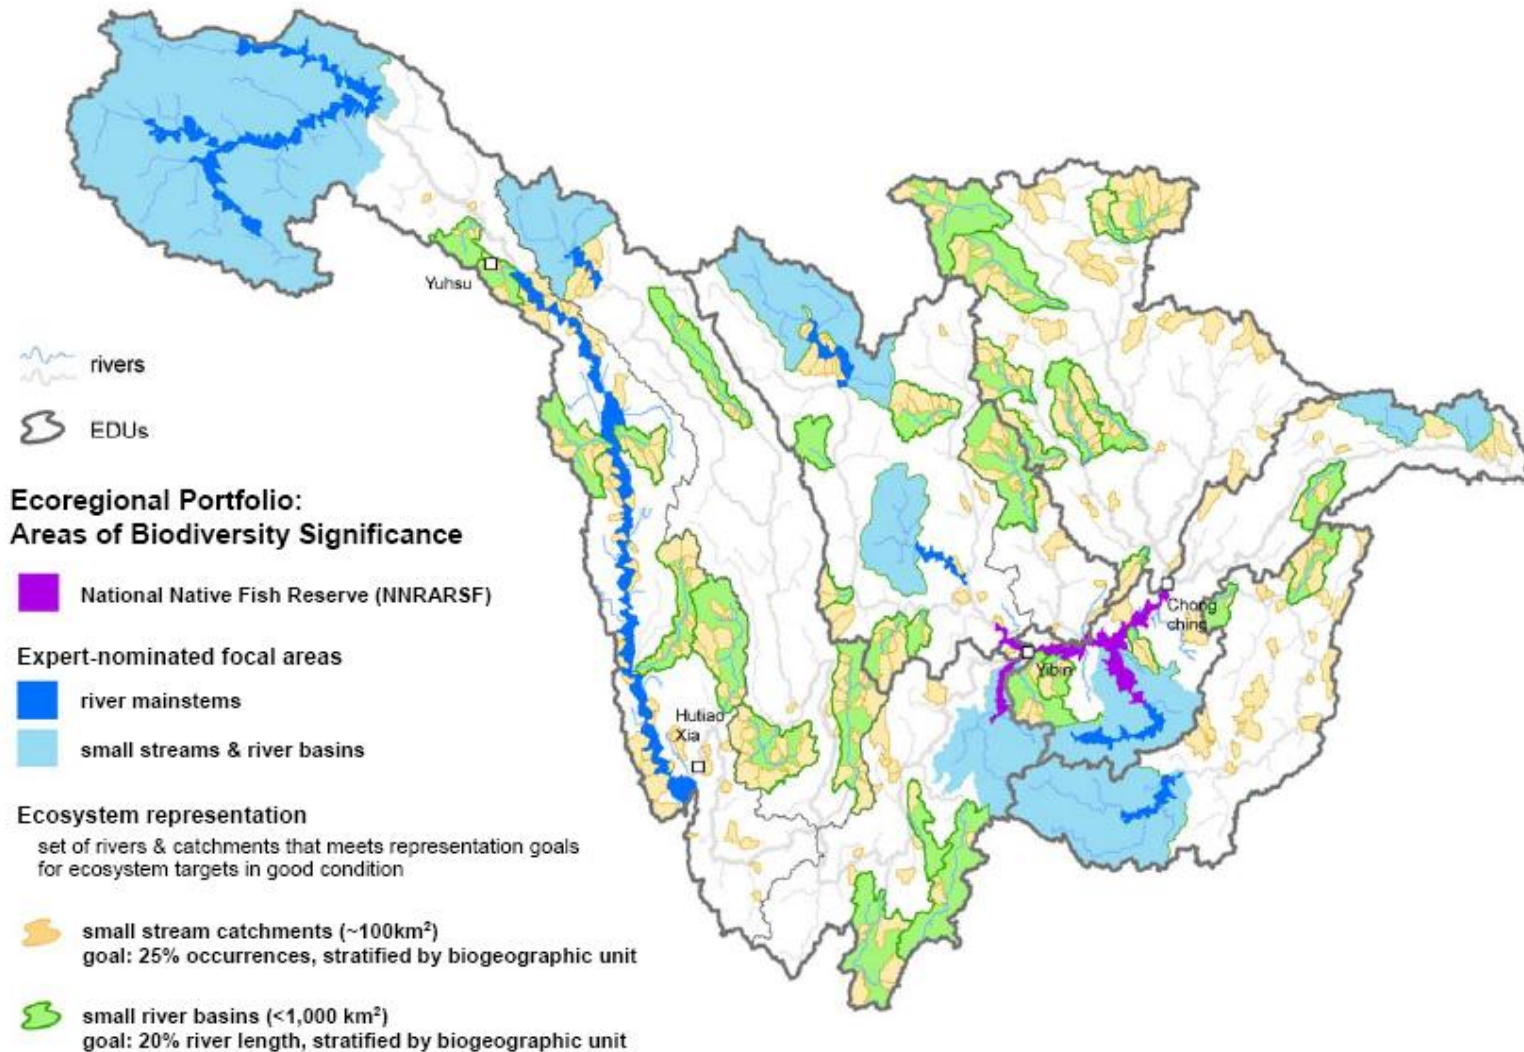 Yuhsu
rivers
EDUs
Ecoregional Portfolio:
Areas of Biodiversity Significance
National Native Fish Reserve (NNRARSF)
Expert-nominated focal areas
river mainstems
small streams & river basins
Ecosystem representation
set of rivers & catchments that meets representation goals
for ecosystem targets in good condition
small stream catchments (~100km²)
goal: 25% occurrences, stratified by biogeographic unit
small river basins (<1,000 km²)
goal: 20% river length, stratified by biogeographic unit
Hutiao
Xia
Yibin
Chong
ching